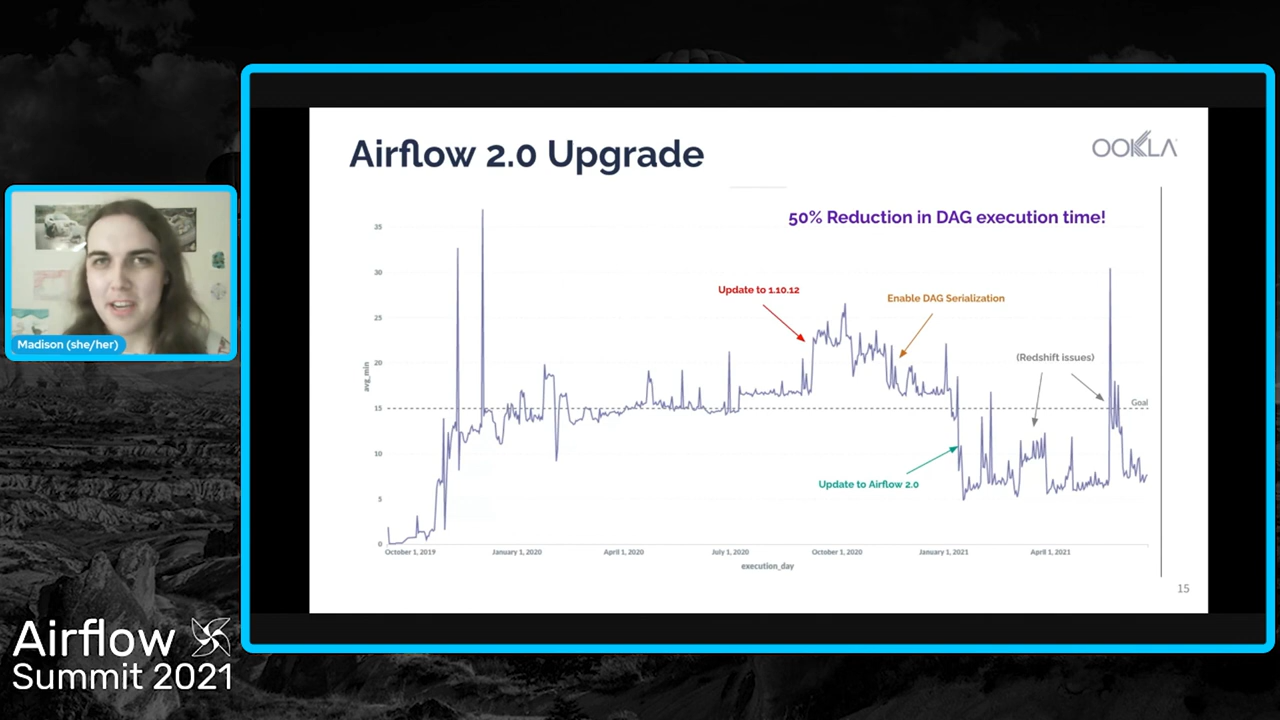 Airflow 2.0 Upgrade
OOKLA
50% Reduction in DAG execution time!
35
30
25
20
15
10
5
0
avg_min
Update to 1.10.12
Enable DAG Serialization
(Redshift issues)
Goal
Update to Airflow 2.0
October 1, 2019
January 1, 2020
April 1, 2020
July 1, 2020
October 1, 2020
January 1, 2021
April 1, 2021
execution_day
15
Madison (she/her)
Airflow
Summit 2021